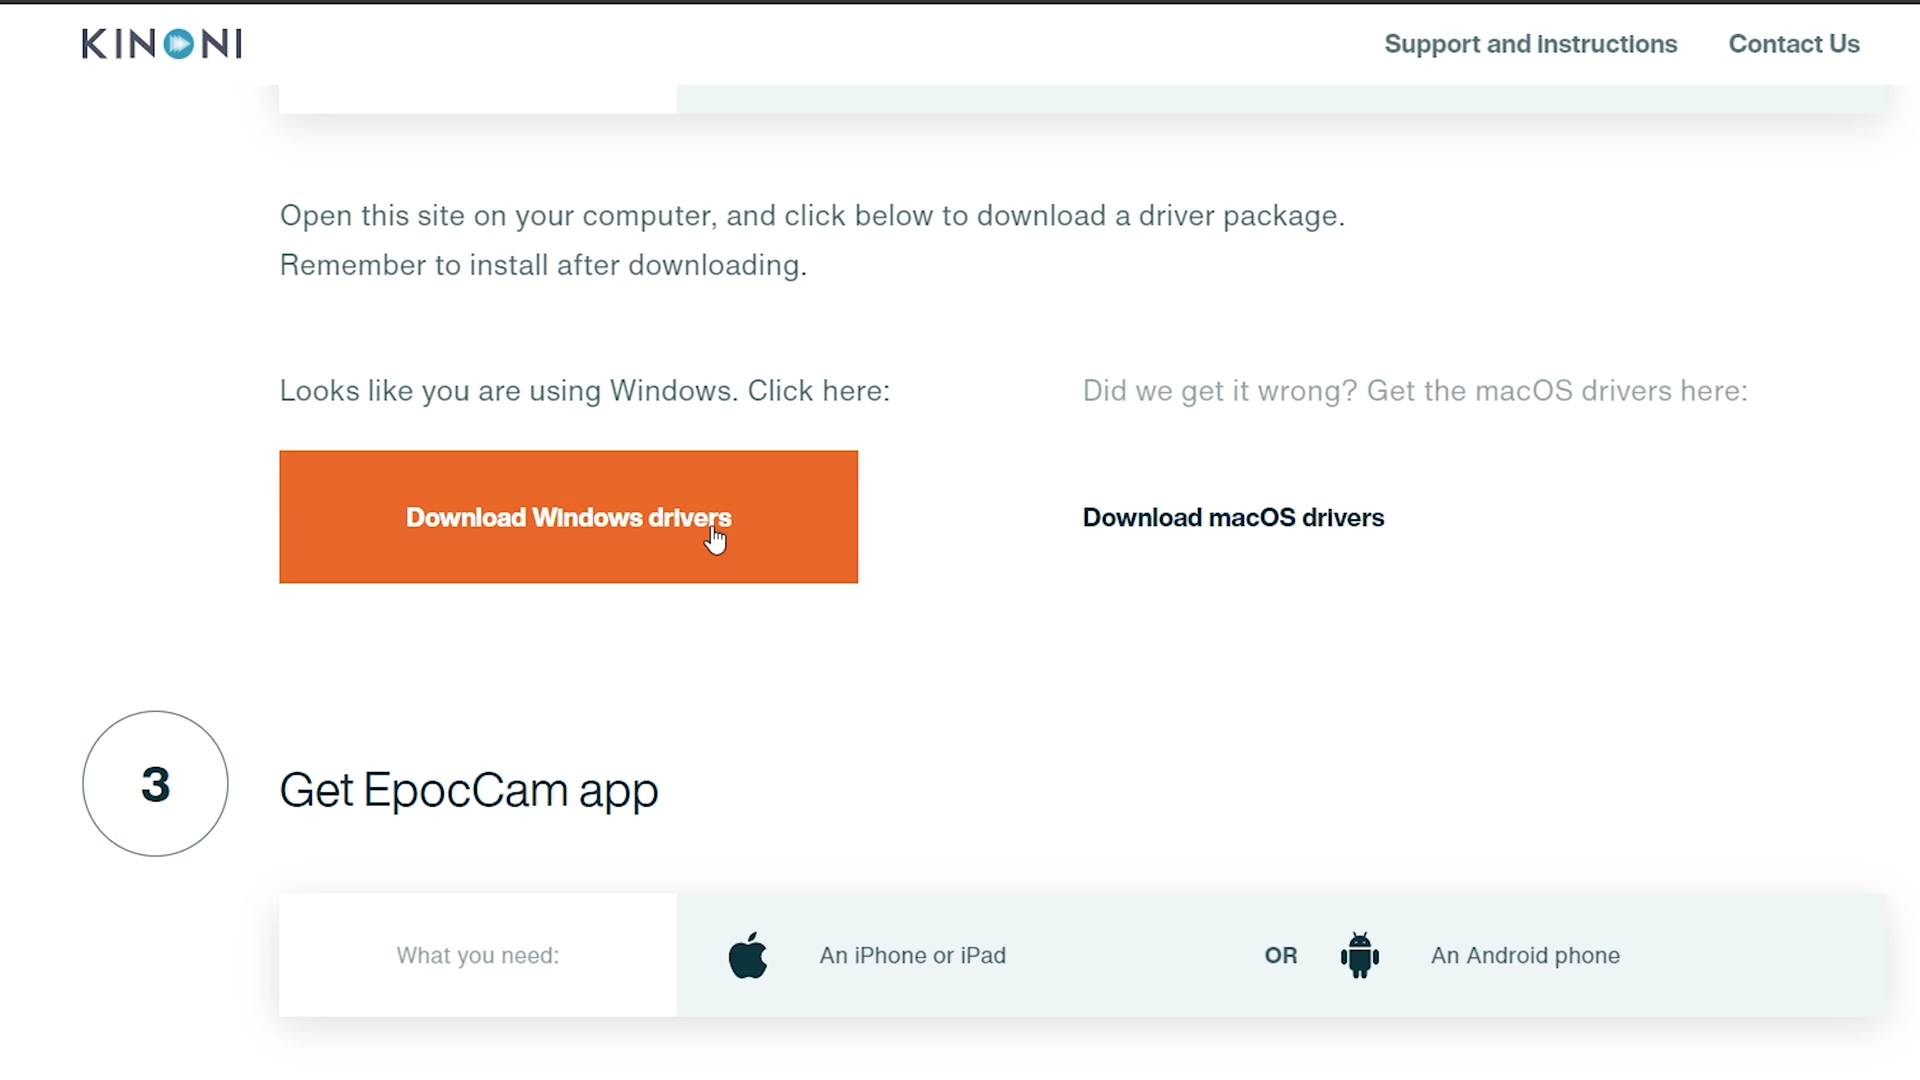 KINONI
Support and instructions
Contact Us
Open this site on your computer, and click below to download a driver package.
Remember to install after downloading.
Looks like you are using Windows. Click here:
Did we get it wrong? Get the macOS drivers here:
Download Windows drivers
Download macOS drivers
3
Get EpocCam app
What you need:
An iPhone or iPad
OR
An Android phone